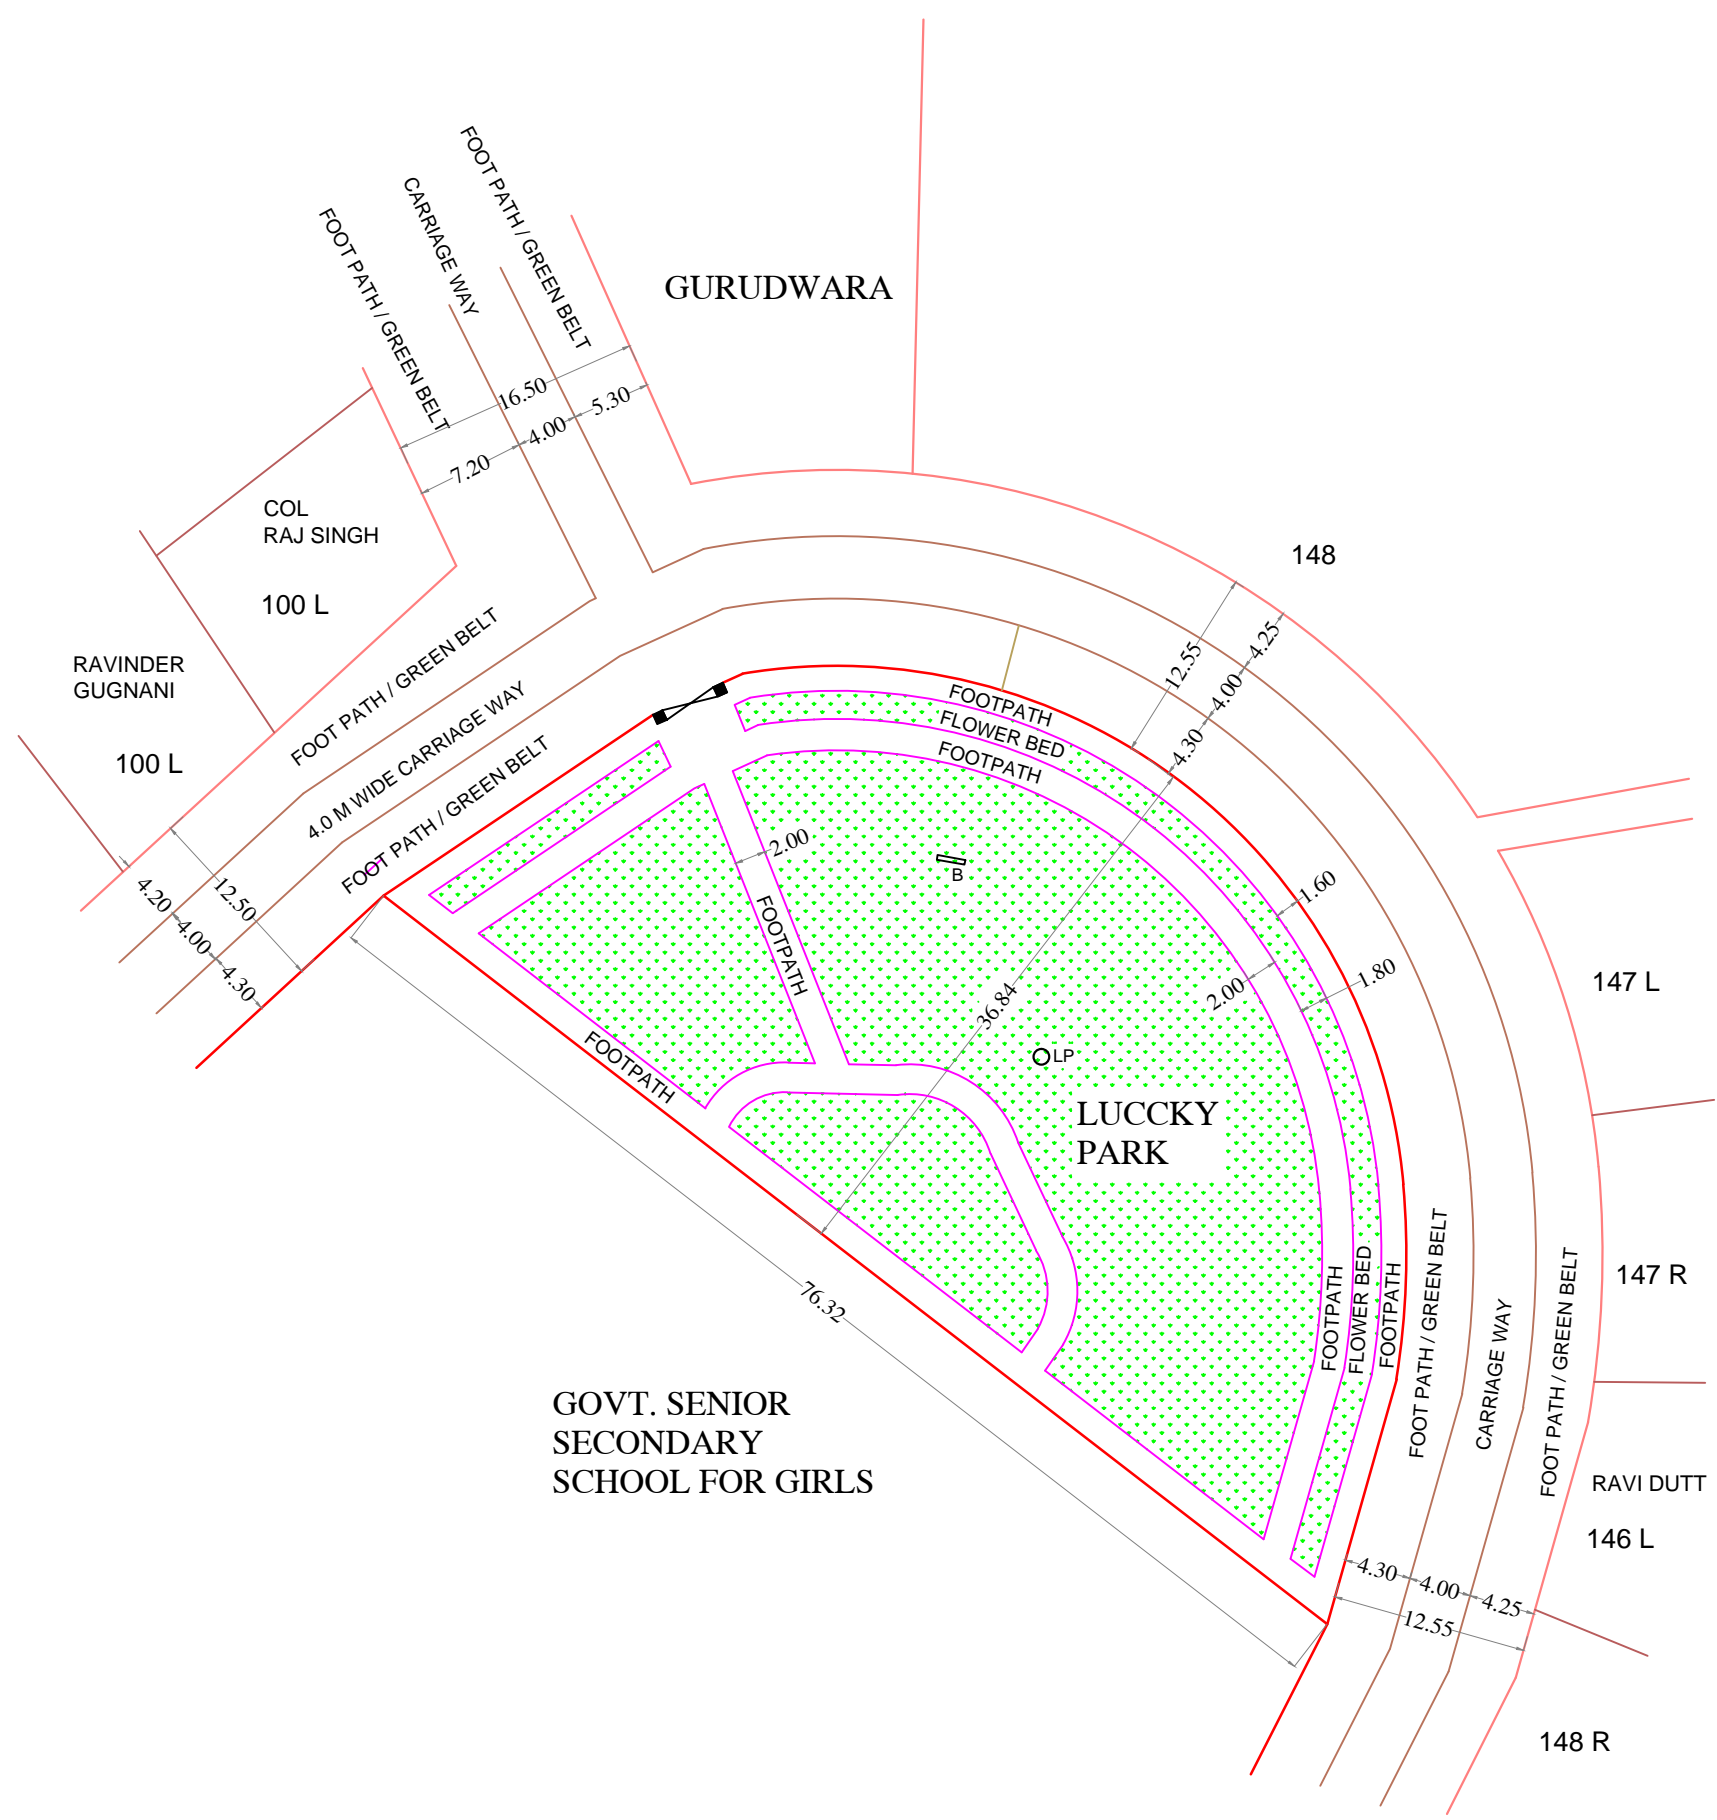 FOOT PATH / GREEN BELT
CARRIAGE WAY
FOOT PATH / GREEN BELT
GURUDWARA
16.50
5.30
4.00
7.20
COL
RAJ SINGH
100 L
RAVINDER
GUGNANI
100 L
FOOT PATH / GREEN BELT
4.0 M WIDE CARRIAGE WAY
FOOT PATH / GREEN BELT
4.20
4.00
4.30
12.50
148
12.55
4.25
4.00
4.30
FOOTPATH
FLOWER BED
FOOTPATH
2.00
B
FOOTPATH
FOOTPATH
1.60
1.80
2.00
36.84
LP
LUCCKY
PARK
147 L
147 R
76.32
FOOTPATH
FLOWER BED
FOOTPATH
FOOT PATH / GREEN BELT
CARRIAGE WAY
FOOT PATH / GREEN BELT
GOVT. SENIOR
SECONDARY
SCHOOL FOR GIRLS
RAVI DUTT
146 L
4.30
4.00
4.25
12.55
148 R